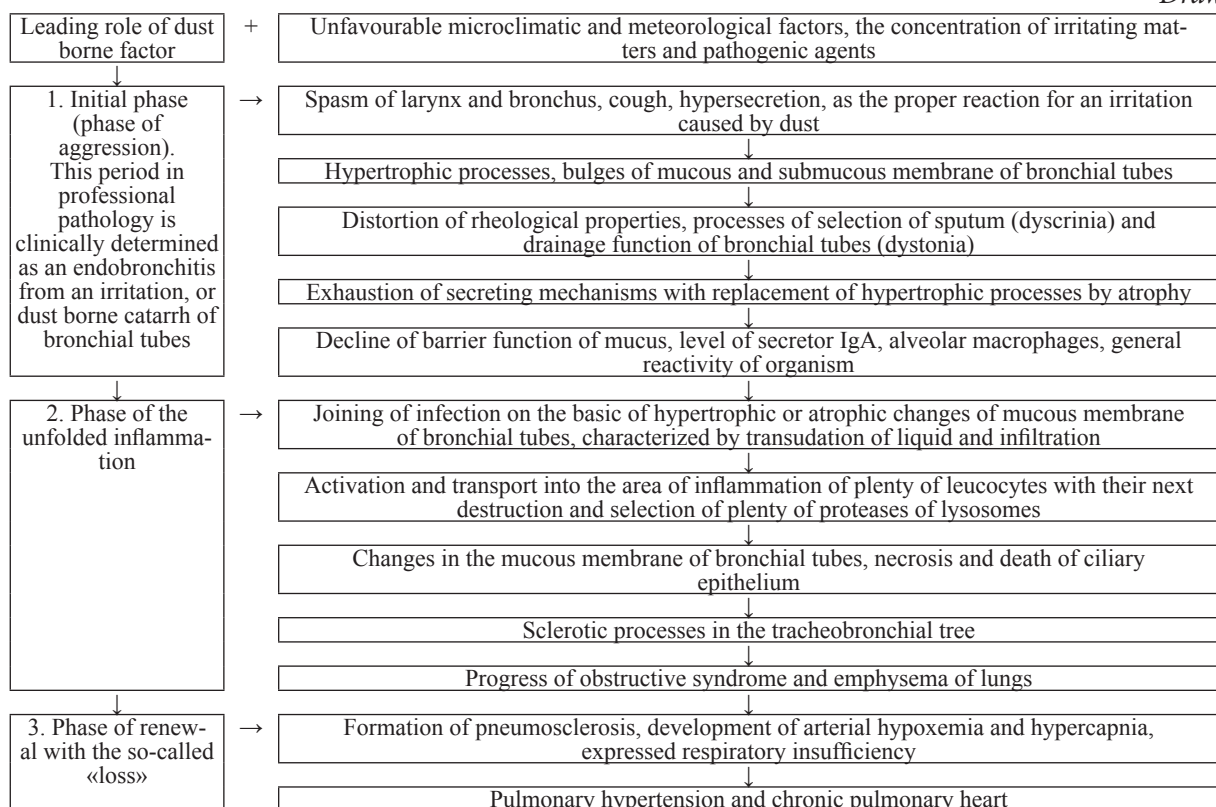 Leading role of dust
borne factor
+
Unfavourable microclimatic and meteorological factors, the concentration of irritating mat-
ters and pathogenic agents
↓
1. Initial phase
(phase of
aggression).
This period in
professional
pathology is
clinically determined
as an endobronchitis
from an irritation, or
dust borne catarrh of
bronchial tubes
→
Spasm of larynx and bronchus, cough, hypersecretion, as the proper reaction for an irritation
caused by dust
↓
Hypertrophic processes, bulges of mucous and submucous membrane of bronchial tubes
↓
Distortion of rheological properties, processes of selection of sputum (dyscrinia) and
drainage function of bronchial tubes (dystonia)
↓
Exhaustion of secreting mechanisms with replacement of hypertrophic processes by atrophy
↓
Decline of barrier function of mucus, level of secretor IgA, alveolar macrophages, general
reactivity of organism
↓
2. Phase of the
unfolded inflamma-
tion
→
Joining of infection on the basic of hypertrophic or atrophic changes of mucous membrane
of bronchial tubes, characterized by transudation of liquid and infiltration
↓
Activation and transport into the area of inflammation of plenty of leucocytes with their next
destruction and selection of plenty of proteases of lysosomes
↓
Changes in the mucous membrane of bronchial tubes, necrosis and death of ciliary
epithelium
↓
Sclerotic processes in the tracheobronchial tree
↓
Progress of obstructive syndrome and emphysema of lungs
↓
3. Phase of renew-
al with the so-called
«loss»
→
Formation of pneumosclerosis, development of arterial hypoxemia and hypercapnia,
expressed respiratory insufficiency
↓
Pulmonary hypertension and chronic pulmonary heart